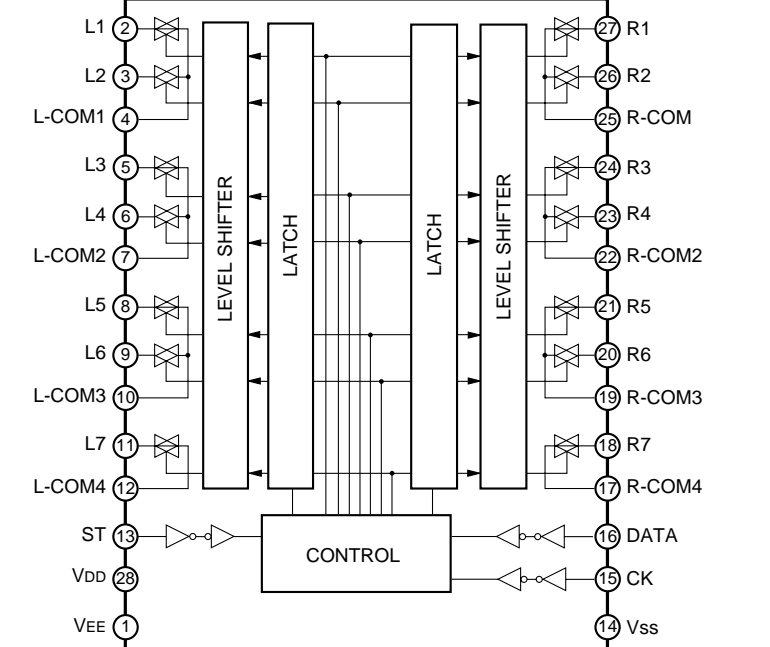 L1 2 27 R1
L2 3 26 R2
L-COM1 4 25 R-COM
L3 5 24 R3
L4 6 23 R4
L-COM2 7 22 R-COM2
LEVEL SHIFTER
LATCH
LATCH
LEVEL SHIFTER
L5 8 21 R5
L6 9 20 R6
L-COM3 10 19 R-COM3
L7 11 18 R7
L-COM4 12 17 R-COM4
ST 13 16 DATA
CONTROL
VDD 28 15 CK
VEE 1 14 Vss